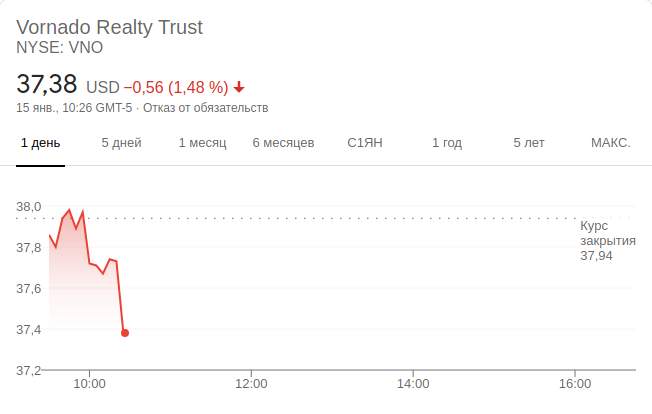 Vornado Realty Trust
NYSE: VNO
37,38 USD −0,56 (1,48 %)
15 янв., 10:26 GMT-5 · Отказ от обязательств
1 день 5 дней 1 месяц 6 месяцев С1ЯН 1 год 5 лет МАКС.
38,0
Курс
закрытия
37,94
37,8
37,6
37,4
37,2
10:00 12:00 14:00 16:00